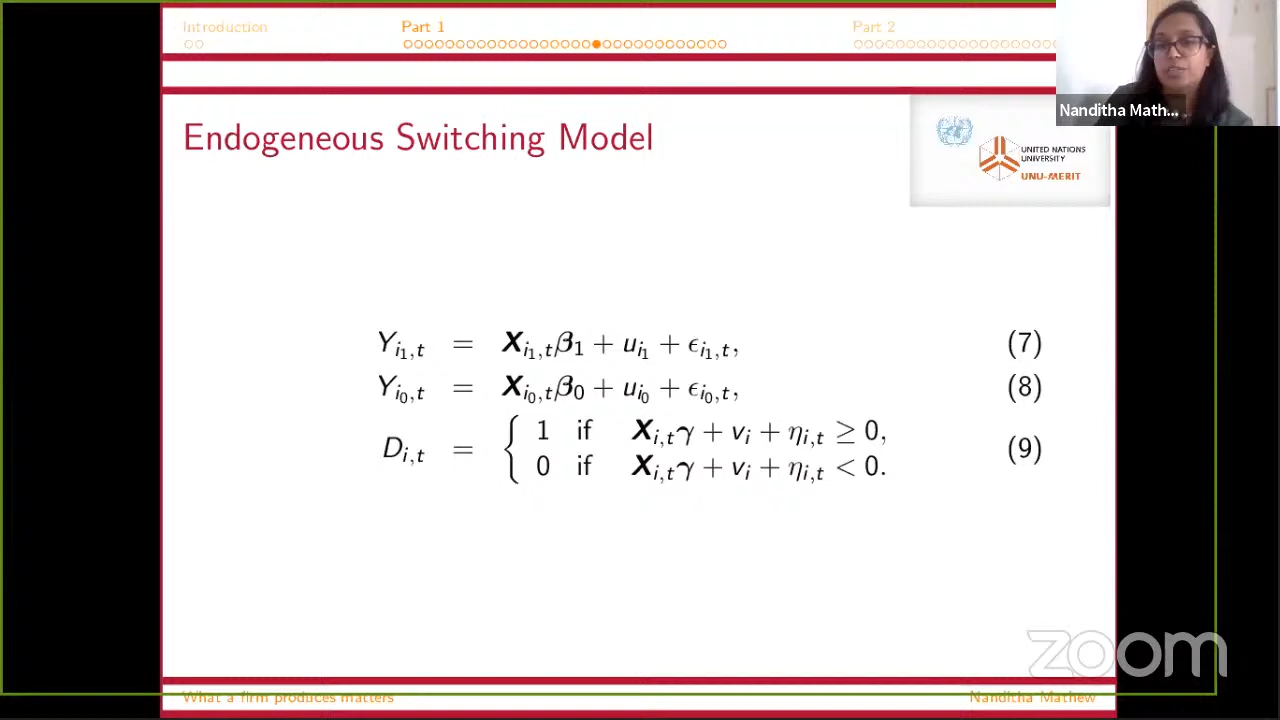 Introduction
Part 1
Part 2
Nanditha Math...
Endogeneous Switching Model
UNITED NATIONS
UNIVERSITY
UNU-MERIT
Y_{i_1,t} = X_{i_1,t}β_1 + u_{i_1} + ϵ_{i_1,t}, (7)
Y_{i_0,t} = X_{i_0,t}β_0 + u_{i_0} + ϵ_{i_0,t}, (8)
D_{i,t} = { 1 if X_{i,t}γ + v_i + η_{i,t} ≥ 0, (9)
0 if X_{i,t}γ + v_i + η_{i,t} < 0.
zoom
What a firm produces matters
Nanditha Mathew